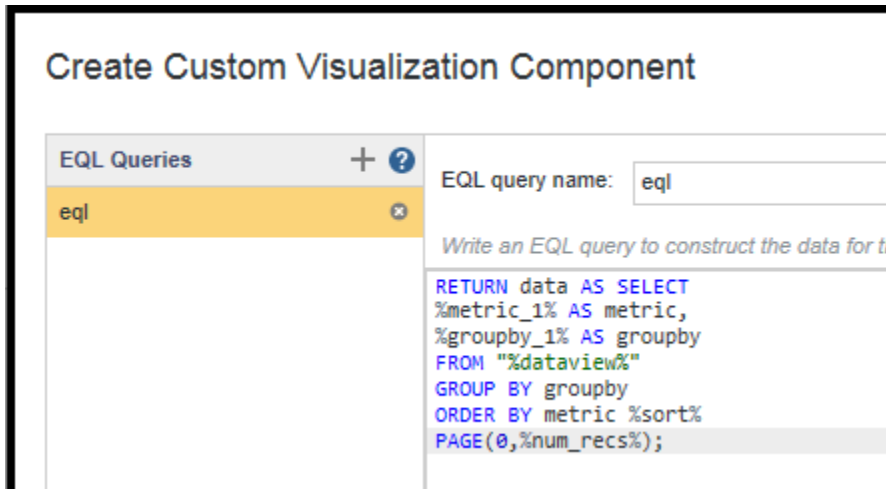 Create Custom Visualization Component
EQL Queries
eql
EQL query name: eql
Write an EQL query to construct the data for
RETURN data AS SELECT
%metric_1% AS metric,
%groupby_1% AS groupby
FROM "%dataview%"
GROUP BY groupby
ORDER BY metric %sort%
PAGE(0,%num_recs%);